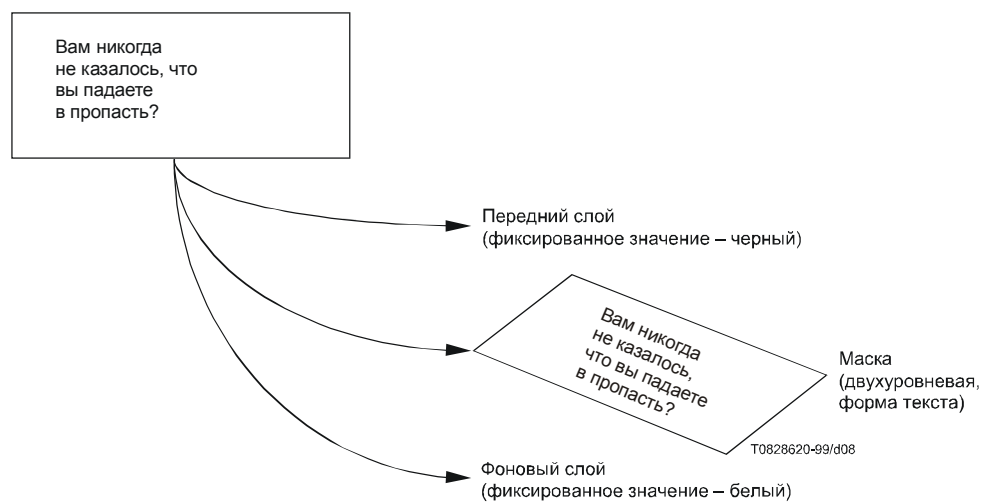 Вам никогда
не казалось, что
вы падаете
в пропасть?
Передний слой
(фиксированное значение – черный)
Вам никогда
не казалось,
что вы падаете
в пропасть?
Маска
(двухуровневая,
форма текста)
T0828620-99/d08
Фоновый слой
(фиксированное значение – белый)